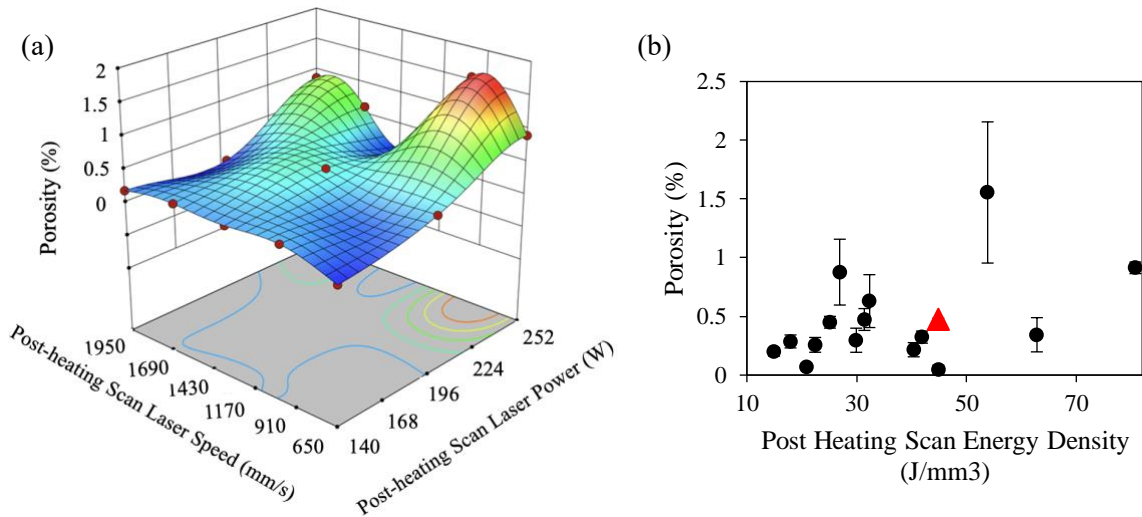 (a)
2
1.5
1
0.5
0
Porosity (%)
1950
1690
1430
1170
910
650
Post-heating Scan Laser Speed (mm/s)
140
168
196
224
252
Post-heating Scan Laser Power (W)
(b)
2.5
2
1.5
1
0.5
0
Porosity (%)
10 30 50 70
Post Heating Scan Energy Density
(J/mm3)